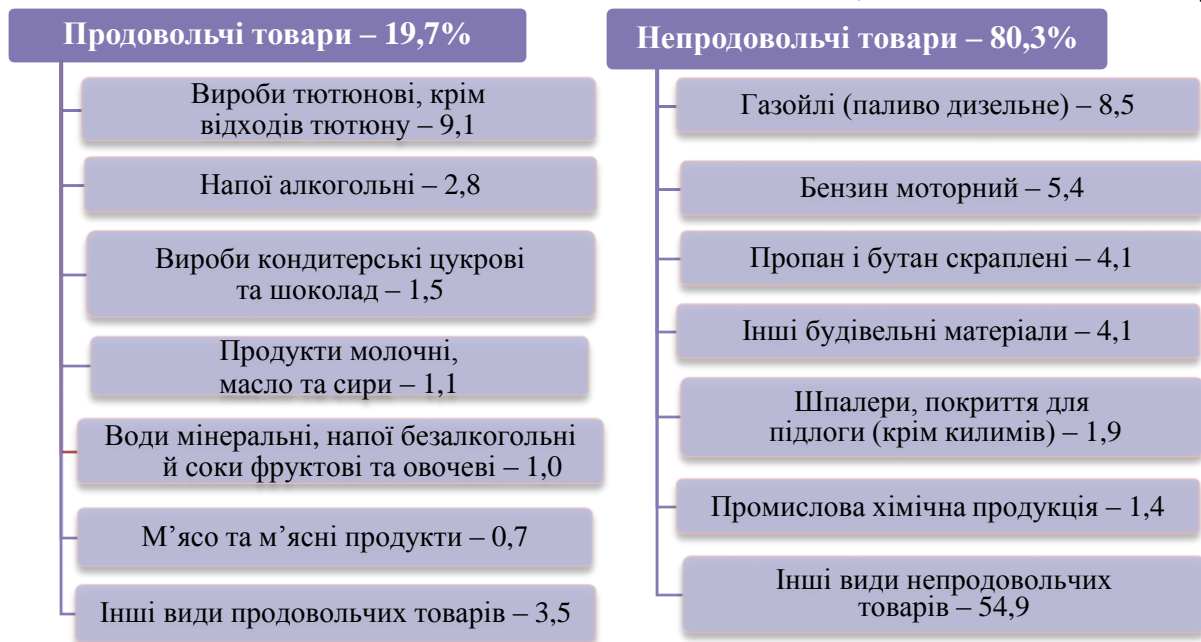 Продовольчі товари – 19,7%
Вироби тютюнові, крім
відходів тютюну – 9,1
Напої алкогольні – 2,8
Вироби кондитерські цукрові
та шоколад – 1,5
Продукти молочні,
масло та сири – 1,1
Води мінеральні, напої безалкогольні
й соки фруктові та овочеві – 1,0
М’ясо та м’ясні продукти – 0,7
Інші види продовольчих товарів – 3,5
Непродовольчі товари – 80,3%
Газойлі (паливо дизельне) – 8,5
Бензин моторний – 5,4
Пропан і бутан скраплені – 4,1
Інші будівельні матеріали – 4,1
Шпалери, покриття для
підлоги (крім килимів) – 1,9
Промислова хімічна продукція – 1,4
Інші види непродовольчих
товарів – 54,9